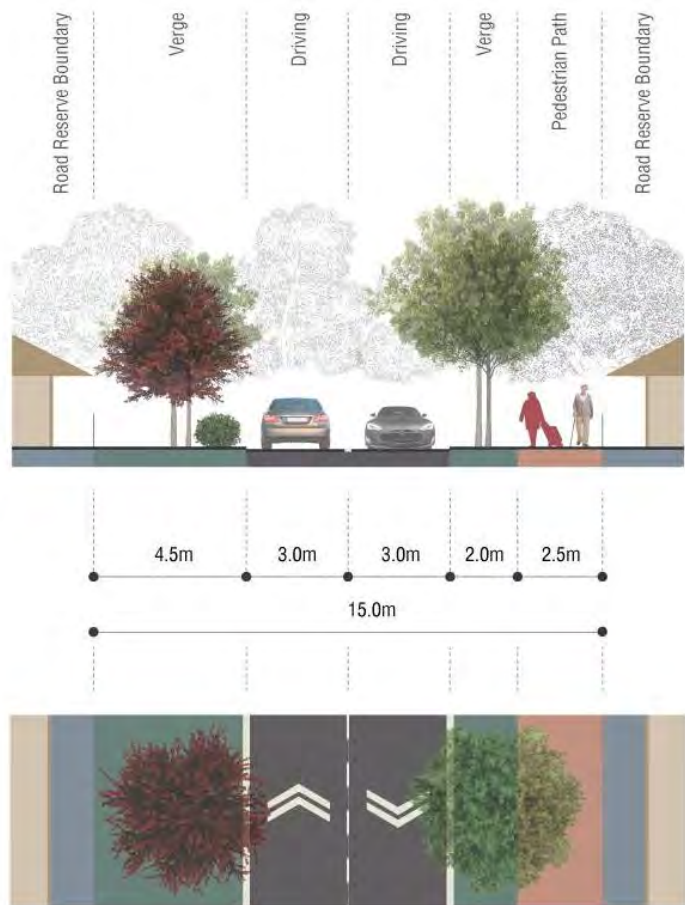 Road Reserve Boundary
Verge
Driving
Driving
Verge
Pedestrian Path
Road Reserve Boundary
4.5m
3.0m
3.0m
2.0m
2.5m
15.0m